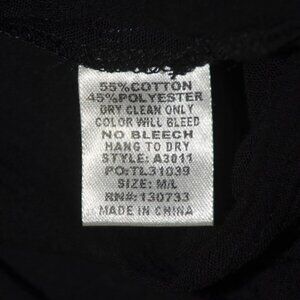 55%COTTON
45%POLYESTER
DRY CLEAN ONLY
COLOR WILL BLEED
NO BLEECH
HANG TO DRY
STYLE: A3011
PO:TL31039
SIZE: M/L
RN#: 130733
MADE IN CHINA